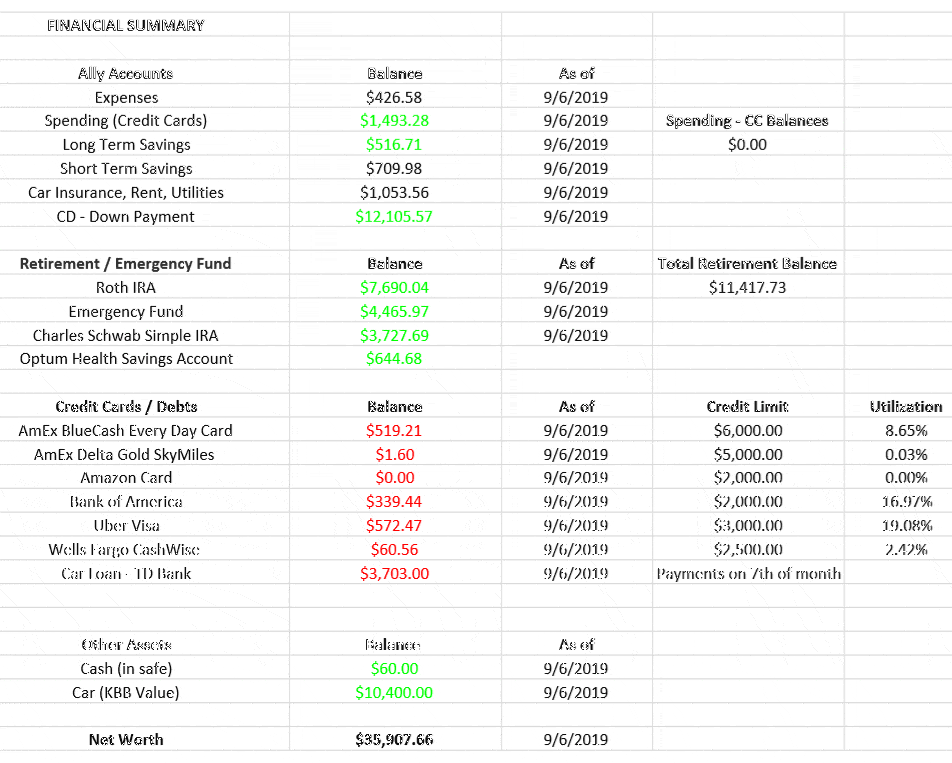 FINANCIAL SUMMARY
Ally Accounts Balance As of
Expenses $426.58 9/6/2019
Spending (Credit Cards) $1,493.28 9/6/2019 Spending - CC Balances
Long Term Savings $516.71 9/6/2019 $0.00
Short Term Savings $709.98 9/6/2019
Car Insurance, Rent, Utilities $1,053.56 9/6/2019
CD - Down Payment $12,105.57 9/6/2019
Retirement / Emergency Fund Balance As of Total Retirement Balance
Roth IRA $7,690.04 9/6/2019 $11,417.73
Emergency Fund $4,465.97 9/6/2019
Charles Schwab Simple IRA $3,727.69 9/6/2019
Optum Health Savings Account $644.68
Credit Cards / Debts Balance As of Credit Limit Utilization
AmEx BlueCash Every Day Card $519.21 9/6/2019 $6,000.00 8.65%
AmEx Delta Gold SkyMiles $1.60 9/6/2019 $5,000.00 0.03%
Amazon Card $0.00 9/6/2019 $2,000.00 0.00%
Bank of America $339.44 9/6/2019 $2,000.00 16.97%
Uber Visa $572.47 9/6/2019 $3,000.00 19.08%
Wells Fargo CashWise $60.56 9/6/2019 $2,500.00 2.42%
Car Loan - TD Bank $3,703.00 9/6/2019 Payments on 7th of month
Other Assets Balance As of
Cash (in safe) $60.00 9/6/2019
Car (KBB Value) $10,400.00 9/6/2019
Net Worth $35,907.66 9/6/2019